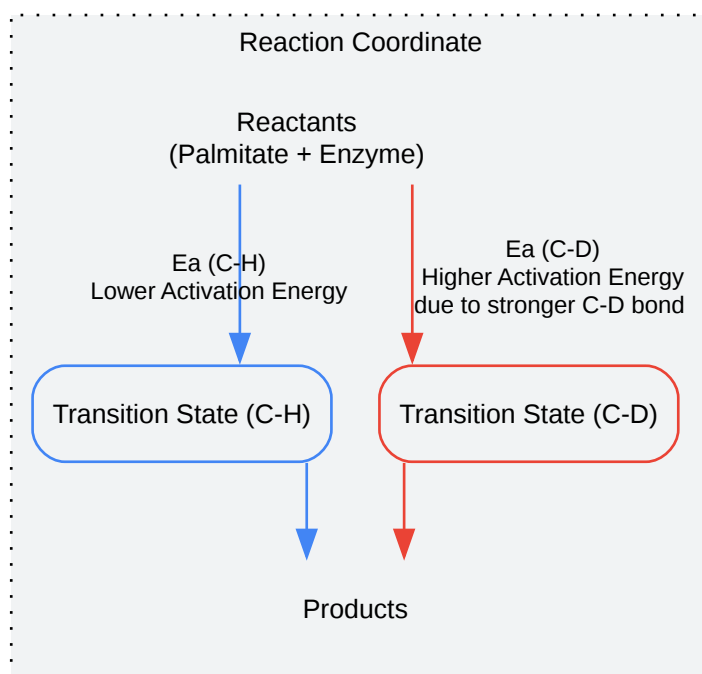 Reaction Coordinate
Reactants
(Palmitate + Enzyme)
Ea (C-H)
Lower Activation Energy
Ea (C-D)
Higher Activation Energy
due to stronger C-D bond
Transition State (C-H)
Transition State (C-D)
Products